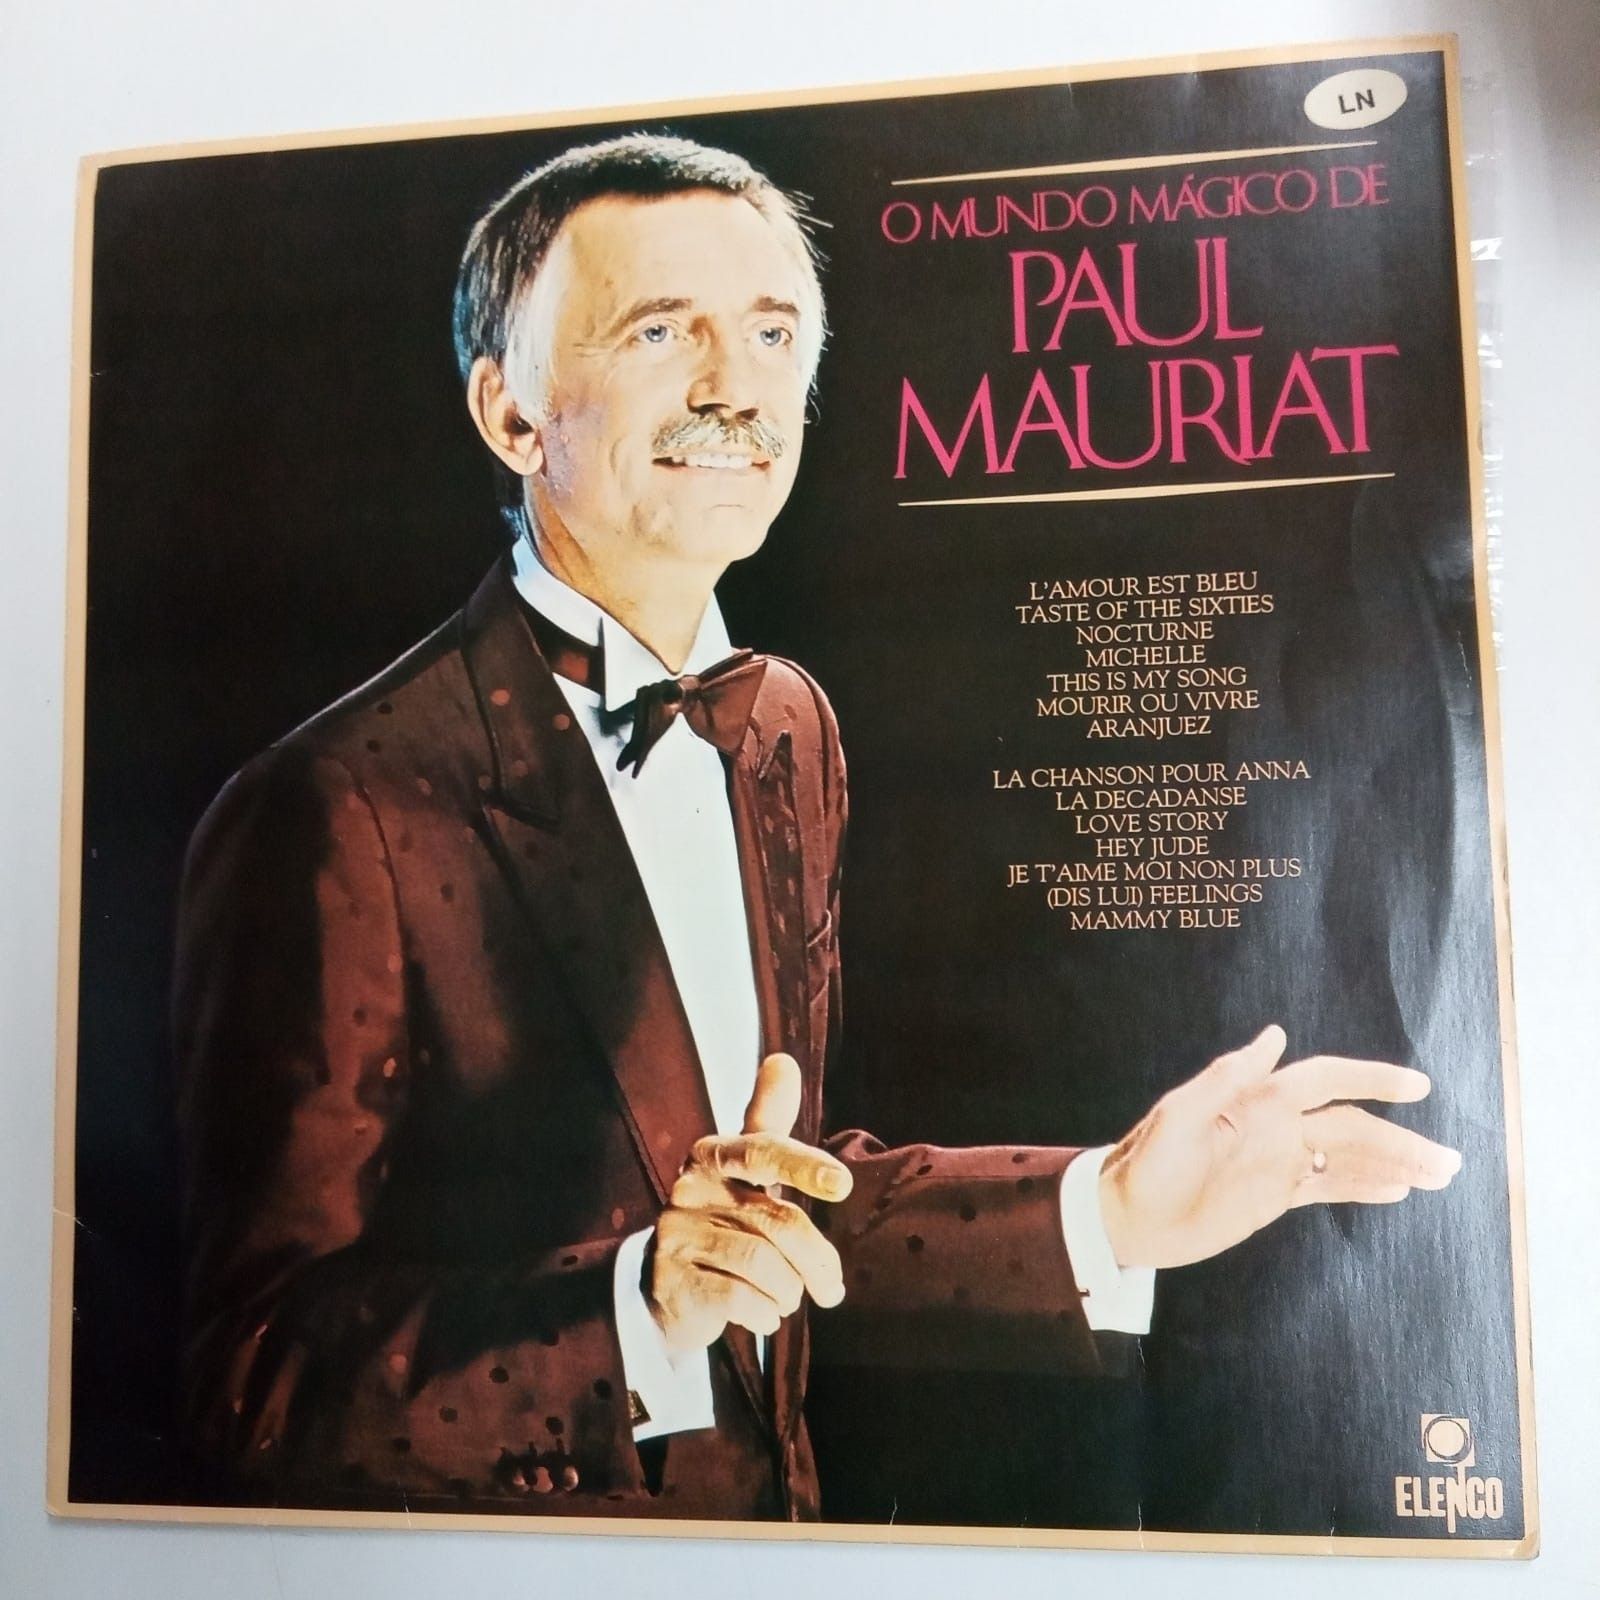 LN
O MUNDO MÁGICO DE
PAUL
MAURIAT
L'AMOUR EST BLEU
TASTE OF THE SIXTIES
NOCTURNE
MICHELLE
THIS IS MY SONG
MOURIR OU VIVRE
ARANJUEZ
LA CHANSON POUR ANNA
LA DECADANSE
LOVE STORY
HEY JUDE
JE T'AIME MOI NON PLUS
(DIS LUI) FEELINGS
MAMMY BLUE
ELENCO